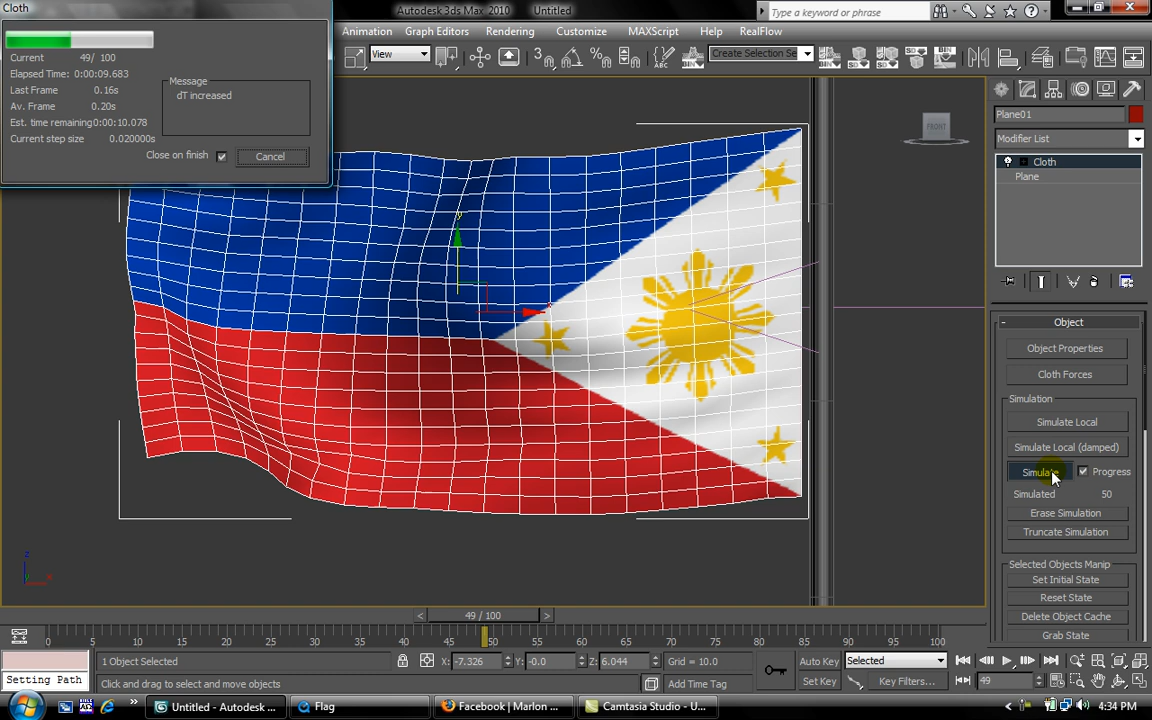 Cloth
Autodesk 3ds Max 2010
Untitled
Type a keyword or phrase
Animation
Graph Editors
Rendering
Customize
MAXScript
Help
RealFlow
View
Create Selection Se
Current 49/ 100
Elapsed Time: 0:00:09.683
Last Frame 0.16s
Av. Frame 0.20s
Est. time remaining0:00:10.078
Current step size 0.020000s
Message
dT increased
Close on finish
Cancel
FRONT
Plane01
Modifier List
Cloth
Plane
Object
Object Properties
Cloth Forces
Simulation
Simulate Local
Simulate Local (damped)
Simulate
Progress
Simulated 50
Erase Simulation
Truncate Simulation
Selected Objects Manip
Set Initial State
Reset State
Delete Object Cache
Grab State
y
x
z
x
< 49 / 100 >
0 5 10 15 20 25 30 35 40 45 50 55 60 65 70 75 80 85 90 95 100
1 Object Selected
X: -7.326
Y: -0.0
Z: 6.044
Grid = 10.0
Auto Key
Selected
Setting Path
Click and drag to select and move objects
Add Time Tag
Set Key
Key Filters...
49
Untitled - Autodesk ...
Flag
Facebook | Marlon ...
Camtasia Studio - U...
4:34 PM